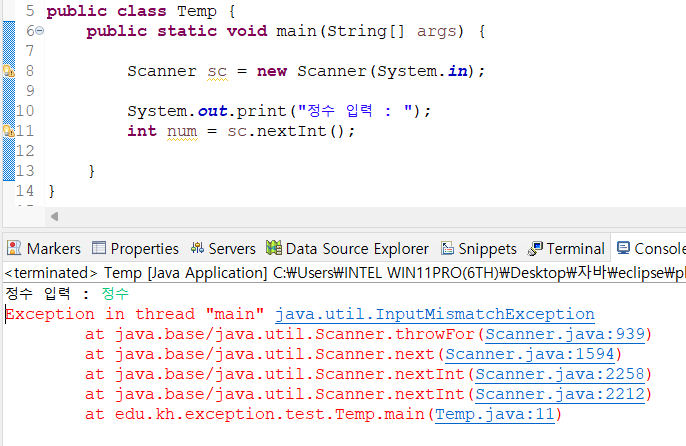 5 public class Temp {
6 public static void main(String[] args) {
7
8 Scanner sc = new Scanner(System.in);
9
10 System.out.print("정수 입력 : ");
11 int num = sc.nextInt();
12
13 }
14 }
Markers Properties Servers Data Source Explorer Snippets Terminal Console
<terminated> Temp [Java Application] C:₩Users₩INTEL WIN11PRO(6TH)₩Desktop₩자바₩eclipse₩pl
정수 입력 : 정수
Exception in thread "main" java.util.InputMismatchException
at java.base/java.util.Scanner.throwFor(Scanner.java:939)
at java.base/java.util.Scanner.next(Scanner.java:1594)
at java.base/java.util.Scanner.nextInt(Scanner.java:2258)
at java.base/java.util.Scanner.nextInt(Scanner.java:2212)
at edu.kh.exception.test.Temp.main(Temp.java:11)